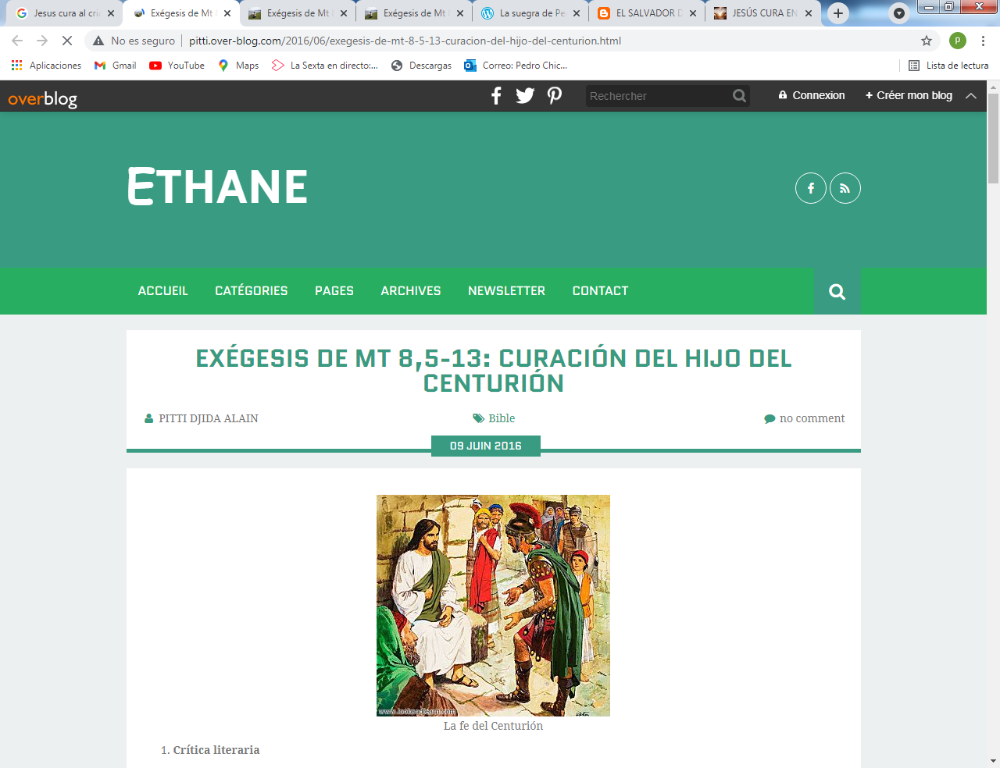 Jesus cura al cria
Exégesis de Mt
Exégesis de Mt
Exégesis de Mt
La suegra de Pe
EL SALVADOR D
JESÚS CURA EN
No es seguro
pitti.over-blog.com/2016/06/exegesis-de-mt-8-5-13-curacion-del-hijo-del-centurion.html
p
Aplicaciones
Gmail
YouTube
Maps
La Sexta en directo:...
Descargas
Correo: Pedro Chic...
Lista de lectura
overblog
Rechercher
Connexion
+ Créer mon blog
ETHANE
ACCUEIL
CATÉGORIES
PAGES
ARCHIVES
NEWSLETTER
CONTACT
EXÉGESIS DE MT 8,5-13: CURACIÓN DEL HIJO DEL
CENTURIÓN
PITTI DJIDA ALAIN
Bible
no comment
09 JUIN 2016
www.lookandlearn.com
La fe del Centurión
1. Crítica literaria